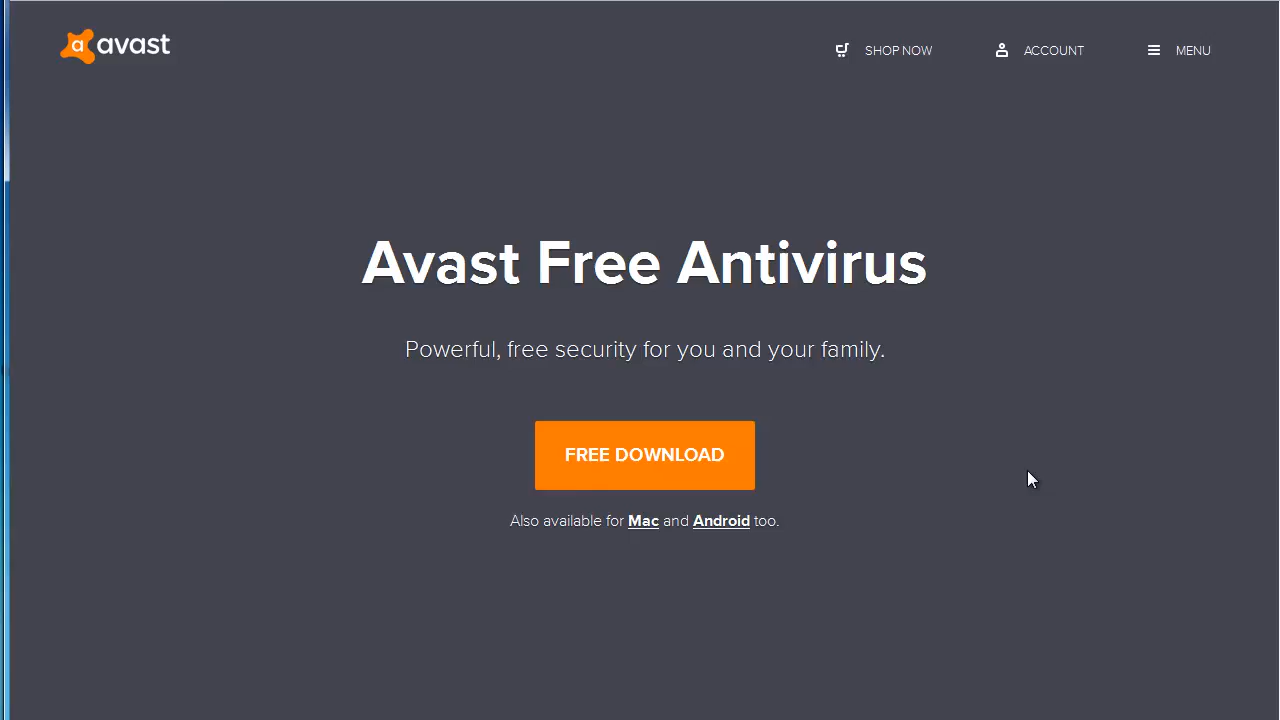 avast
SHOP NOW
ACCOUNT
MENU
Avast Free Antivirus
Powerful, free security for you and your family.
FREE DOWNLOAD
Also available for Mac and Android too.